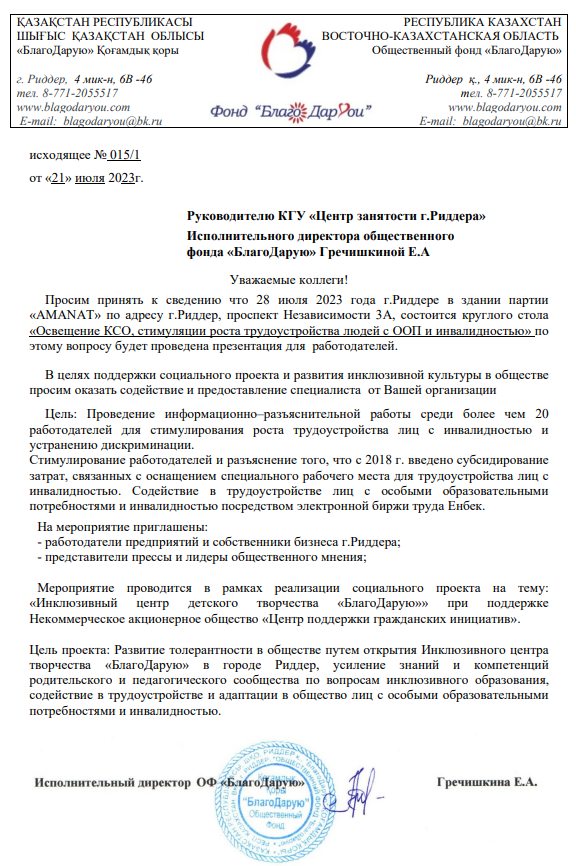 ҚАЗАҚСТАН РЕСПУБЛИКАСЫ
ШЫҒЫС ҚАЗАҚСТАН ОБЛЫСЫ
«БлагоДарую» Қоғамдық қоры
г. Риддер, 4 мик-н, 6В -46
тел. 8-771-2055517
www.blagodaryou.com
E-mail: blagodaryou@bk.ru
Фонд "БлагоДарYou"
РЕСПУБЛИКА КАЗАХСТАН
ВОСТОЧНО-КАЗАХСТАНСКАЯ ОБЛАСТЬ
Общественный фонд «БлагоДарую»
Риддер қ., 4 мик-н, 6В -46
тел. 8-771-2055517
www.blagodaryou.com
E-mail: blagodaryou@bk.ru
исходящее № 015/1
от «21» июля 2023г.
Руководителю КГУ «Центр занятости г.Риддера»
Исполнительного директора общественного
фонда «БлагоДарую» Гречишкиной Е.А
Уважаемые коллеги!
Просим принять к сведению что 28 июля 2023 года г.Риддере в здании партии
«AMANAT» по адресу г.Риддер, проспект Независимости 3А, состоится круглого стола
«Освещение КСО, стимуляции роста трудоустройства людей с ООП и инвалидностью» по
этому вопросу будет проведена презентация для работодателей.
В целях поддержки социального проекта и развития инклюзивной культуры в обществе
просим оказать содействие и предоставление специалиста от Вашей организации
Цель: Проведение информационно–разъяснительной работы среди более чем 20
работодателей для стимулирования роста трудоустройства лиц с инвалидностью и
устранению дискриминации.
Стимулирование работодателей и разъяснение того, что с 2018 г. введено субсидирование
затрат, связанных с оснащением специального рабочего места для трудоустройства лиц с
инвалидностью. Содействие в трудоустройстве лиц с особыми образовательными
потребностями и инвалидностью посредством электронной биржи труда Енбек.
На мероприятие приглашены:
- работодатели предприятий и собственники бизнеса г.Риддера;
- представители прессы и лидеры общественного мнения;
Мероприятие проводится в рамках реализации социального проекта на тему:
«Инклюзивный центр детского творчества «БлагоДарую»» при поддержке
Некоммерческое акционерное общество «Центр поддержки гражданских инициатив».
Цель проекта: Развитие толерантности в обществе путем открытия Инклюзивного центра
творчества «БлагоДарую» в городе Риддер, усиление знаний и компетенций
родительского и педагогического сообщества по вопросам инклюзивного образования,
содействие в трудоустройстве и адаптации в общество лиц с особыми образовательными
потребностями и инвалидностью.
Исполнительный директор ОФ «БлагоДарую» Гречишкина Е.А.
Қоғамдық
Қоры
"БлагоДарую"
Общественный
Фонд